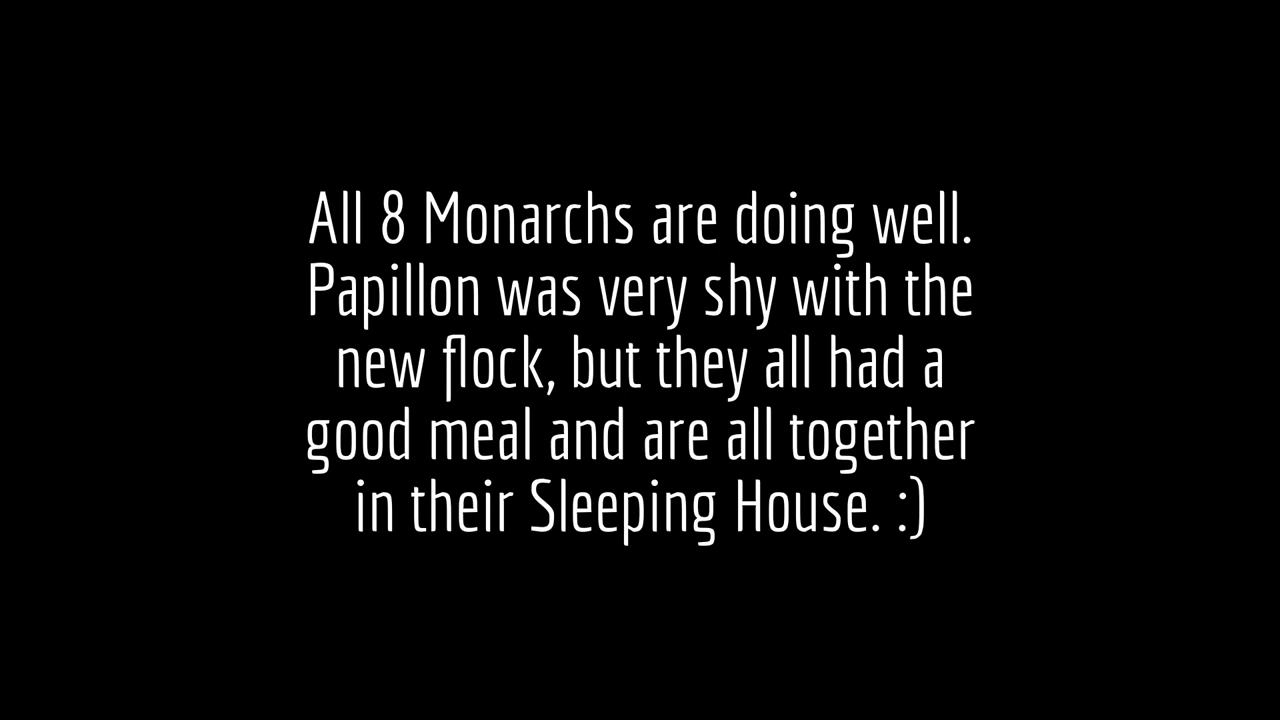 All 8 Monarchs are doing well.
Papillon was very shy with the
new flock, but they all had a
good meal and are all together
in their Sleeping House. :)